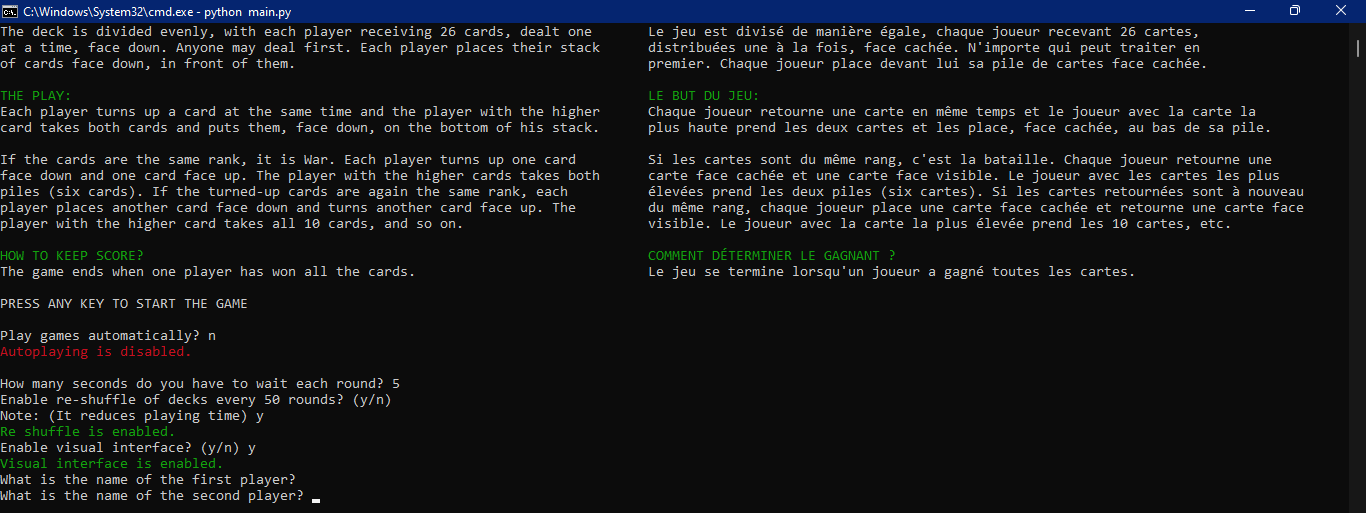 C:\Windows\System32\cmd.exe - python  main.py
The deck is divided evenly, with each player receiving 26 cards, dealt one
at a time, face down. Anyone may deal first. Each player places their stack
of cards face down, in front of them.
THE PLAY:
Each player turns up a card at the same time and the player with the higher
card takes both cards and puts them, face down, on the bottom of his stack.
If the cards are the same rank, it is War. Each player turns up one card
face down and one card face up. The player with the higher cards takes both
piles (six cards). If the turned-up cards are again the same rank, each
player places another card face down and turns another card face up. The
player with the higher card takes all 10 cards, and so on.
HOW TO KEEP SCORE?
The game ends when one player has won all the cards.
Le jeu est divisé de manière égale, chaque joueur recevant 26 cartes,
distribuées une à la fois, face cachée. N'importe qui peut traiter en
premier. Chaque joueur place devant lui sa pile de cartes face cachée.
LE BUT DU JEU:
Chaque joueur retourne une carte en même temps et le joueur avec la carte la
plus haute prend les deux cartes et les place, face cachée, au bas de sa pile.
Si les cartes sont du même rang, c'est la bataille. Chaque joueur retourne une
carte face cachée et une carte face visible. Le joueur avec les cartes les plus
élevées prend les deux piles (six cartes). Si les cartes retournées sont à nouveau
du même rang, chaque joueur place une carte face cachée et retourne une carte face
visible. Le joueur avec la carte la plus élevée prend les 10 cartes, etc.
COMMENT DÉTERMINER LE GAGNANT ?
Le jeu se termine lorsqu'un joueur a gagné toutes les cartes.
PRESS ANY KEY TO START THE GAME
Play games automatically? n
Autoplaying is disabled.
How many seconds do you have to wait each round? 5
Enable re-shuffle of decks every 50 rounds? (y/n)
Note: (It reduces playing time) y
Re shuffle is enabled.
Enable visual interface? (y/n) y
Visual interface is enabled.
What is the name of the first player?
What is the name of the second player?